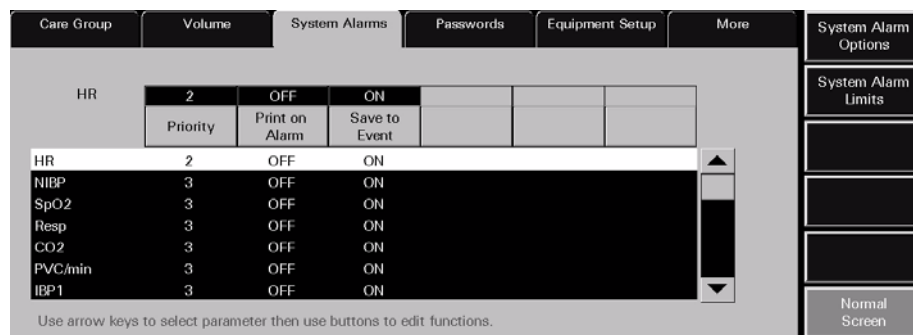 Care Group Volume System Alarms Passwords Equipment Setup More
System Alarm
Options
System Alarm
Limits
HR 2 OFF ON
Priority Print on Alarm Save to Event
HR 2 OFF ON
NIBP 3 OFF ON
SpO2 3 OFF ON
Resp 3 OFF ON
CO2 3 OFF ON
PVC/min 3 OFF ON
IBP1 3 OFF ON
Use arrow keys to select parameter then use buttons to edit functions.
Normal
Screen